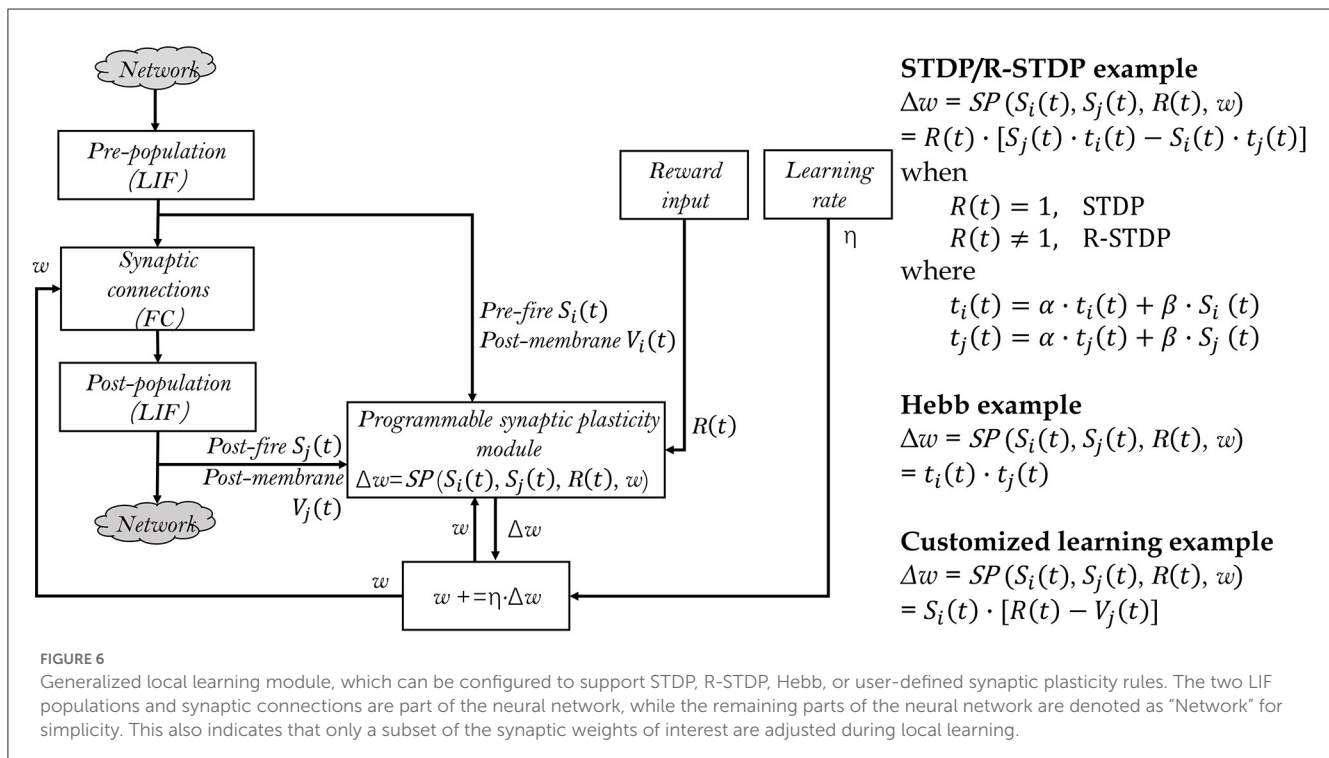 Network
Pre-population
(LIF)
Synaptic
connections
(FC)
Post-population
(LIF)
Network
w
Pre-fire S_i(t)
Post-membrane V_i(t)
Post-fire S_j(t)
Post-membrane
V_j(t)
Reward
input
Learning
rate
η
R(t)
Programmable synaptic plasticity
module
Δw=SP(S_i(t), S_j(t), R(t), w)
w
Δw
w
w +=η·Δw
STDP/R-STDP example
Δw = SP(S_i(t), S_j(t), R(t), w)
= R(t) · [S_j(t) · t_i(t) − S_i(t) · t_j(t)]
when
R(t) = 1, STDP
R(t) ≠ 1, R-STDP
where
t_i(t) = α · t_i(t) + β · S_i (t)
t_j(t) = α · t_j(t) + β · S_j (t)
Hebb example
Δw = SP(S_i(t), S_j(t), R(t), w)
= t_i(t) · t_j(t)
Customized learning example
Δw = SP(S_i(t), S_j(t), R(t), w)
= S_i(t) · [R(t) − V_j(t)]
FIGURE 6
Generalized local learning module, which can be configured to support STDP, R-STDP, Hebb, or user-defined synaptic plasticity rules. The two LIF
populations and synaptic connections are part of the neural network, while the remaining parts of the neural network are denoted as “Network” for
simplicity. This also indicates that only a subset of the synaptic weights of interest are adjusted during local learning.